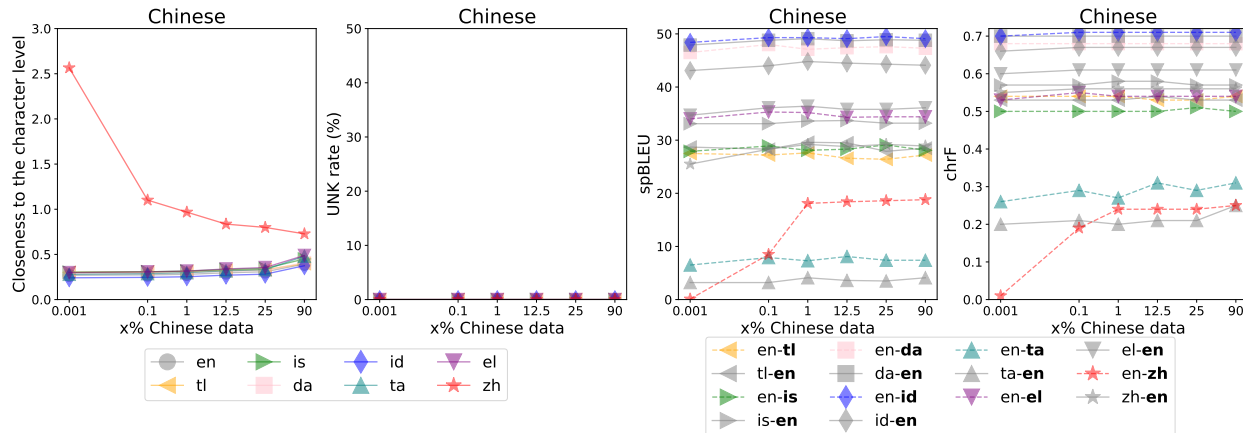 Chinese
Closeness to the character level
3.0
2.5
2.0
1.5
1.0
0.5
0.0
0.001
0.1
1
12.5
25
90
x% Chinese data
Chinese
UNK rate (%)
50
40
30
20
10
0
0.001
0.1
1
12.5
25
90
x% Chinese data
en
is
id
el
tl
da
ta
zh
Chinese
spBLEU
50
40
30
20
10
0
0.001
0.1
1
12.5
25
90
x% Chinese data
Chinese
chrF
0.7
0.6
0.5
0.4
0.3
0.2
0.1
0.0
0.001
0.1
1
12.5
25
90
x% Chinese data
en-tl
en-da
en-ta
el-en
tl-en
da-en
ta-en
en-zh
en-is
en-id
en-el
zh-en
is-en
id-en